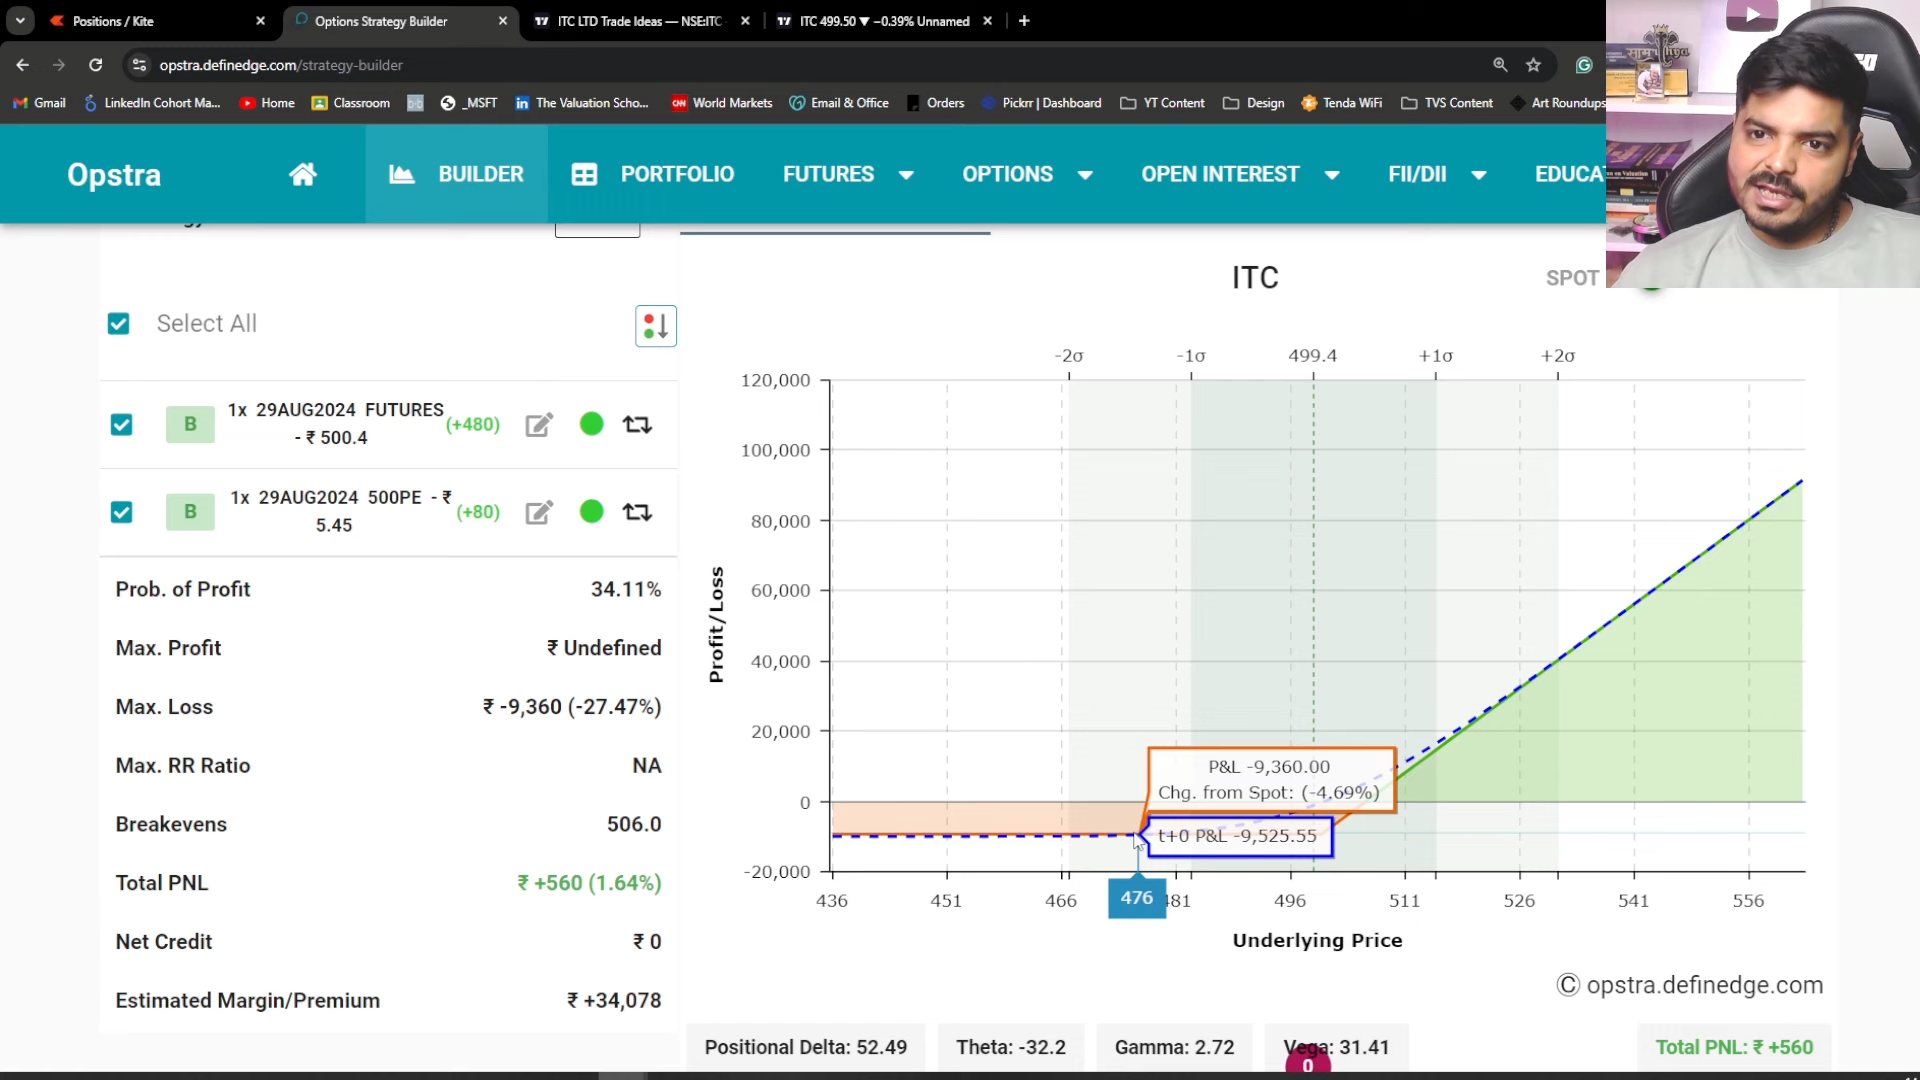 Positions / Kite
Options Strategy Builder
ITC LTD Trade Ideas — NSE:ITC
ITC 499.50 ▼ −0.39% Unnamed
opstra.definedge.com/strategy-builder
Gmail
LinkedIn Cohort Ma...
Home
Classroom
_MSFT
The Valuation Scho...
World Markets
Email & Office
Orders
Pickrr | Dashboard
YT Content
Design
Tenda WiFi
TVS Content
Art Roundups
Opstra
BUILDER
PORTFOLIO
FUTURES
OPTIONS
OPEN INTEREST
FII/DII
EDUCA
ITC
SPOT
Select All
B
1x 29AUG2024 FUTURES
- ₹ 500.4
(+480)
B
1x 29AUG2024 500PE - ₹
5.45
(+80)
Prob. of Profit 34.11%
Max. Profit ₹ Undefined
Max. Loss ₹ -9,360 (-27.47%)
Max. RR Ratio NA
Breakevens 506.0
Total PNL ₹ +560 (1.64%)
Net Credit ₹ 0
Estimated Margin/Premium ₹ +34,078
-2σ -1σ 499.4 +1σ +2σ
120,000
100,000
80,000
60,000
40,000
20,000
0
-20,000
Profit/Loss
P&L -9,360.00
Chg. from Spot: (-4.69%)
t+0 P&L -9,525.55
476
436 451 466 481 496 511 526 541 556
Underlying Price
© opstra.definedge.com
Positional Delta: 52.49
Theta: -32.2
Gamma: 2.72
Vega: 31.41
0
Total PNL: ₹ +560